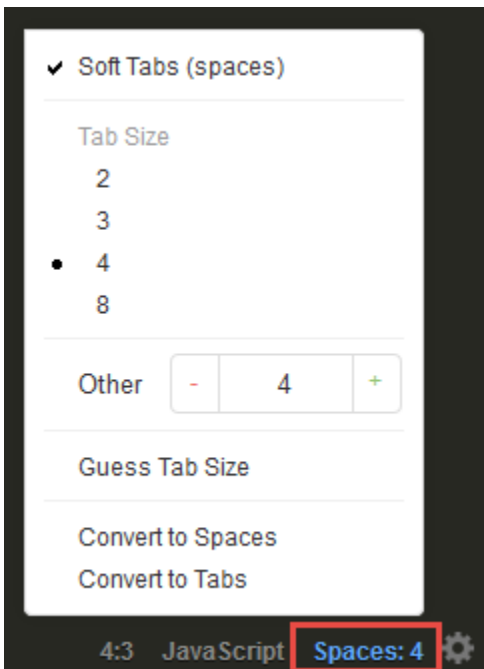 Soft Tabs (spaces)
Tab Size
2
3
4
8
Other - 4 +
Guess Tab Size
Convert to Spaces
Convert to Tabs
4:3 JavaScript Spaces: 4